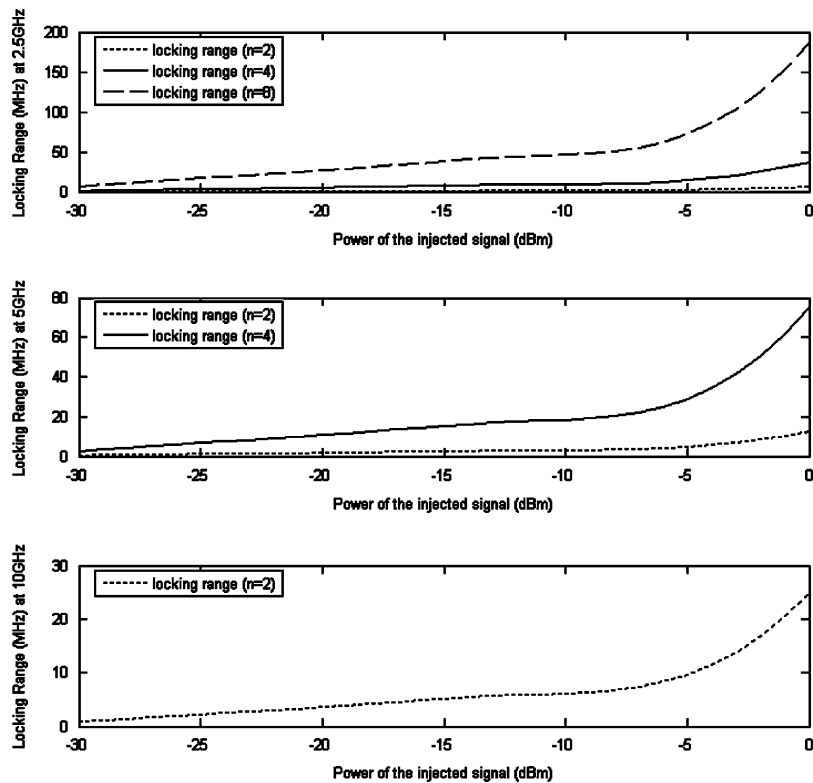 Locking Range (MHz) at 2.5GHz
200
150
100
50
0
locking range (n=2)
locking range (n=4)
locking range (n=8)
-30 -25 -20 -15 -10 -5 0
Power of the injected signal (dBm)
Locking Range (MHz) at 5GHz
80
60
40
20
0
locking range (n=2)
locking range (n=4)
-30 -25 -20 -15 -10 -5 0
Power of the injected signal (dBm)
Locking Range (MHz) at 10GHz
30
20
10
0
locking range (n=2)
-30 -25 -20 -15 -10 -5 0
Power of the injected signal (dBm)